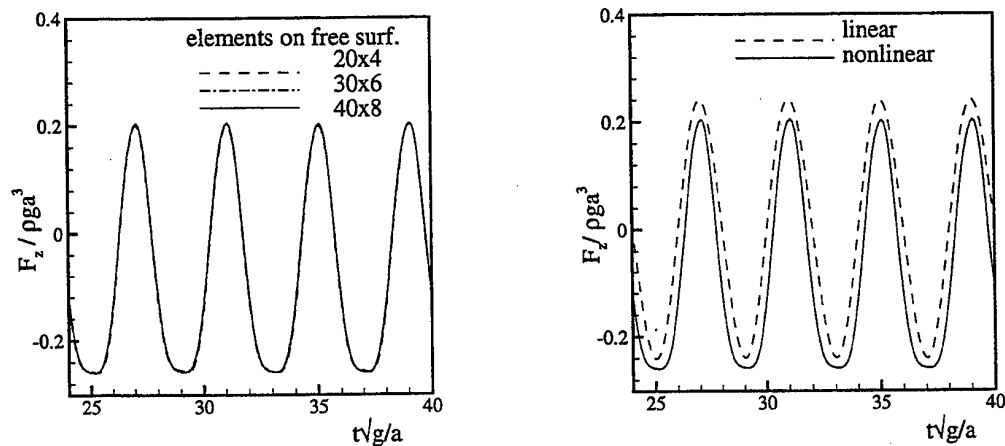 0.4
elements on free surf.
20x4
30x6
40x8
0.2
0
-0.2
F_z / ρga³
25
30
35
40
t√g/a
0.4
linear
nonlinear
0.2
0
-0.2
F_z / ρga³
25
30
35
40
t√g/a